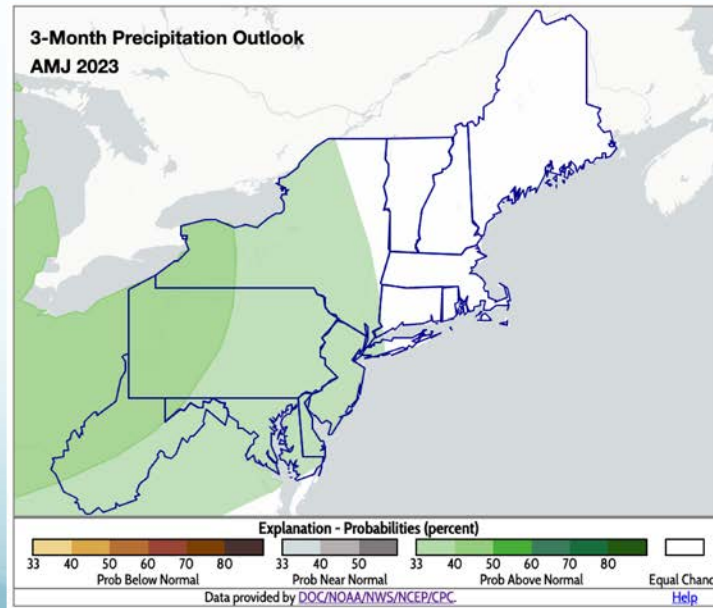 3-Month Precipitation Outlook
AMJ 2023
Explanation - Probabilities (percent)
33 40 50 60 70 80 33 40 50 33 40 50 60 70 80
Prob Below Normal Prob Near Normal Prob Above Normal Equal Chanc
Data provided by DOC/NOAA/NWS/NCEP/CPC. Help